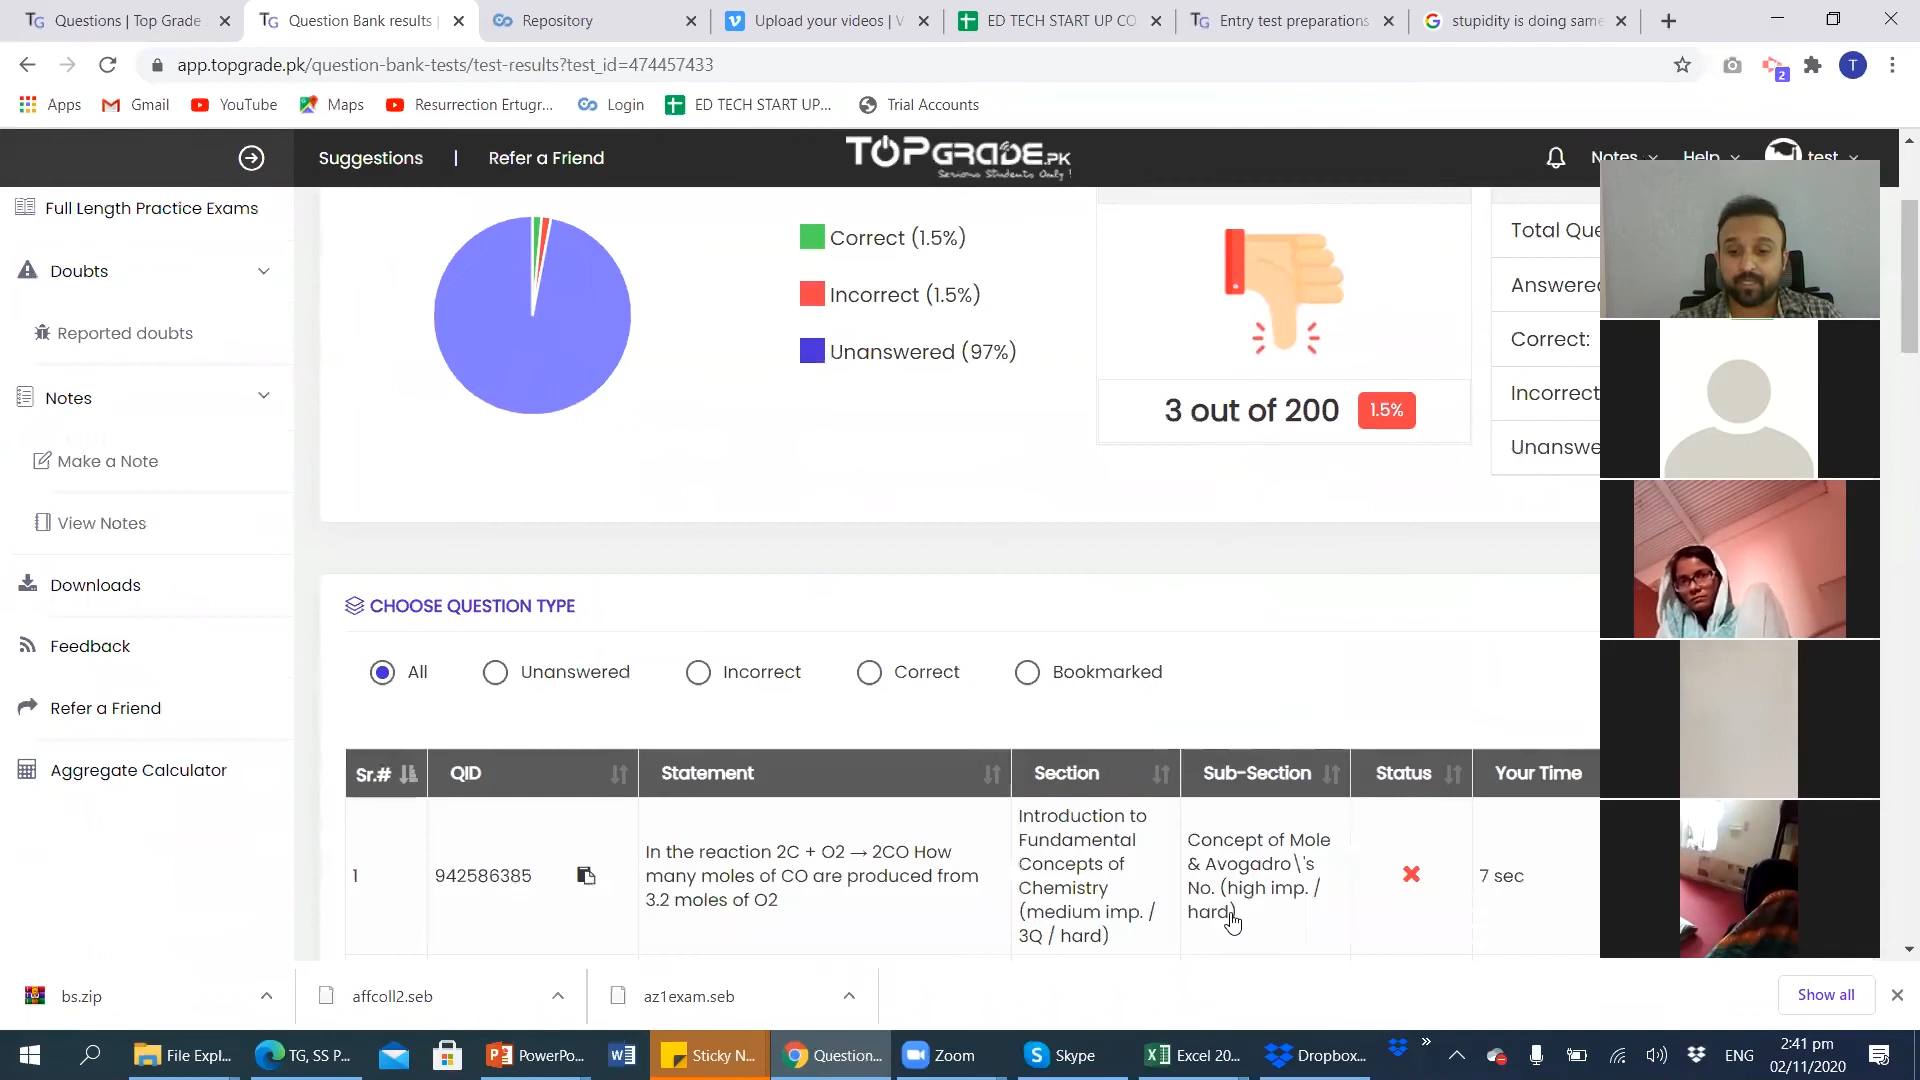 Questions | Top Grade
Question Bank results |
Repository
Upload your videos | V
ED TECH START UP CO
Entry test preparations
stupidity is doing same
app.topgrade.pk/question-bank-tests/test-results?test_id=474457433
T
2
Apps
Gmail
YouTube
Maps
Resurrection Ertugr...
Login
ED TECH START UP...
Trial Accounts
Suggestions | Refer a Friend
TOPGRADE.PK
Serious Students Only !
Notes
Help
test
Full Length Practice Exams
Doubts
Reported doubts
Notes
Make a Note
View Notes
Downloads
Feedback
Refer a Friend
Aggregate Calculator
Correct (1.5%)
Incorrect (1.5%)
Unanswered (97%)
3 out of 200
1.5%
Total Que
Answere
Correct:
Incorrect
Unanswe
CHOOSE QUESTION TYPE
All
Unanswered
Incorrect
Correct
Bookmarked
Sr.#
QID
Statement
Section
Sub-Section
Status
Your Time
1
942586385
In the reaction 2C + O2 → 2CO How
many moles of CO are produced from
3.2 moles of O2
Introduction to
Fundamental
Concepts of
Chemistry
(medium imp. /
3Q / hard)
Concept of Mole
& Avogadro\'s
No. (high imp. /
hard)
7 sec
bs.zip
affcoll2.seb
az1exam.seb
Show all
File Expl...
TG, SS P...
PowerPo...
Sticky N...
Question...
Zoom
Skype
Excel 20...
Dropbox...
ENG
2:41 pm
02/11/2020